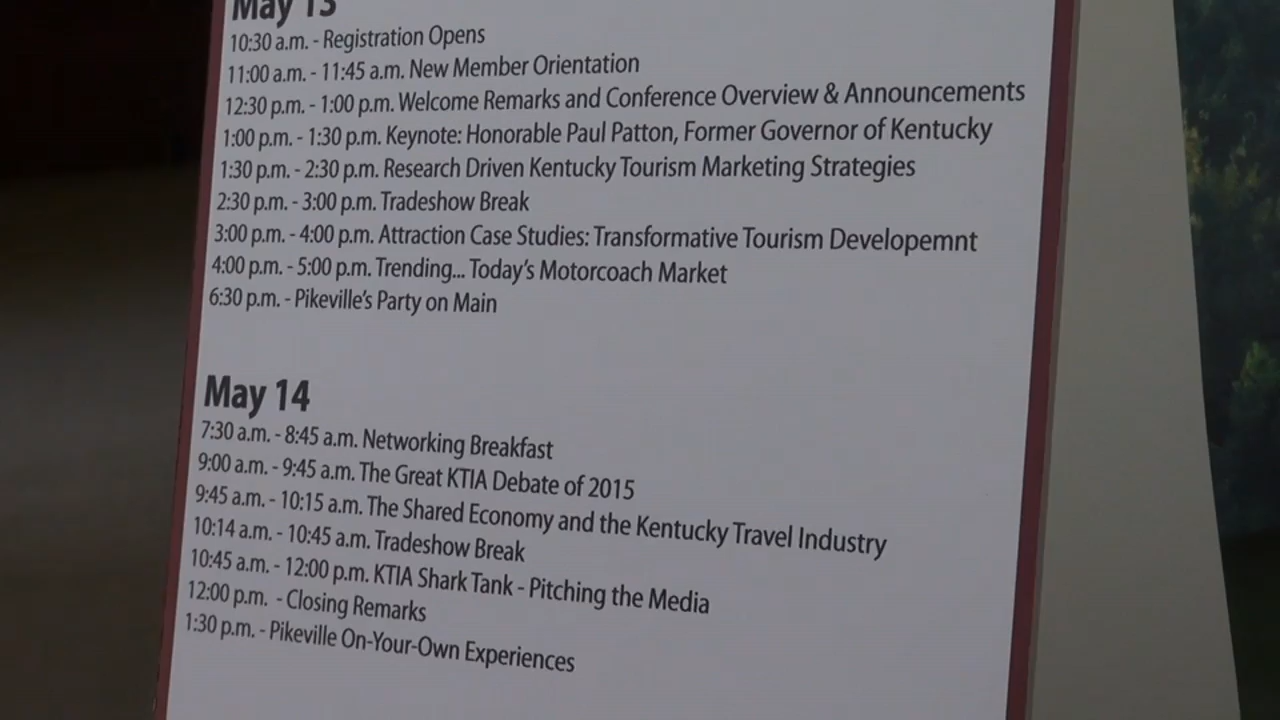 May 13
10:30 a.m. - Registration Opens
11:00 a.m. - 11:45 a.m. New Member Orientation
12:30 p.m. - 1:00 p.m. Welcome Remarks and Conference Overview & Announcements
1:00 p.m. - 1:30 p.m. Keynote: Honorable Paul Patton, Former Governor of Kentucky
1:30 p.m. - 2:30 p.m. Research Driven Kentucky Tourism Marketing Strategies
2:30 p.m. - 3:00 p.m. Tradeshow Break
3:00 p.m. - 4:00 p.m. Attraction Case Studies: Transformative Tourism Developemnt
4:00 p.m. - 5:00 p.m. Trending... Today's Motorcoach Market
6:30 p.m. - Pikeville's Party on Main
May 14
7:30 a.m. - 8:45 a.m. Networking Breakfast
9:00 a.m. - 9:45 a.m. The Great KTIA Debate of 2015
9:45 a.m. - 10:15 a.m. The Shared Economy and the Kentucky Travel Industry
10:14 a.m. - 10:45 a.m. Tradeshow Break
10:45 a.m. - 12:00 p.m. KTIA Shark Tank - Pitching the Media
12:00 p.m. - Closing Remarks
1:30 p.m. - Pikeville On-Your-Own Experiences